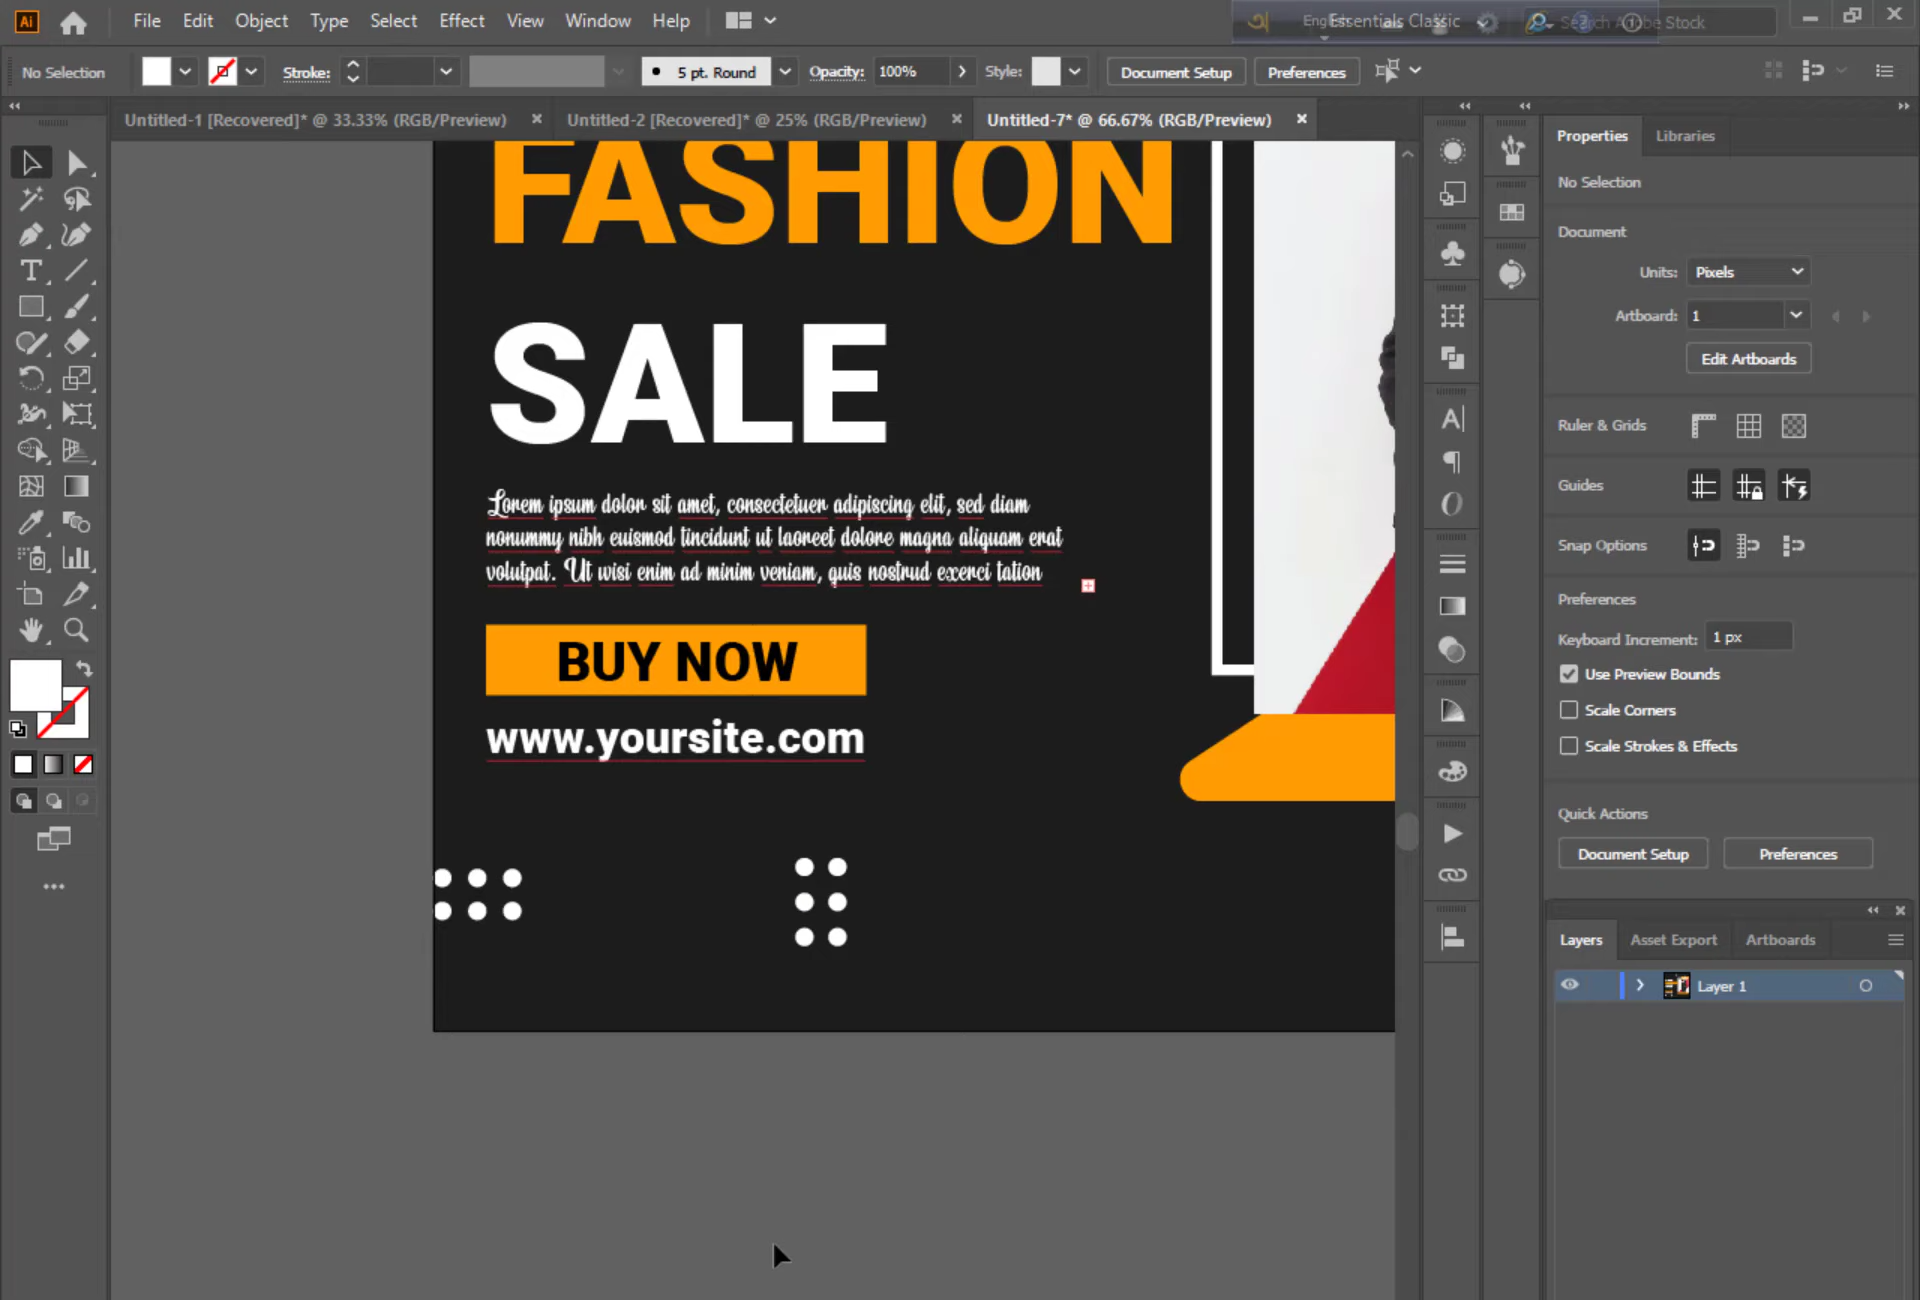 Ai File Edit Object Type Select Effect View Window Help Essentials Classic
No Selection Stroke: 5 pt. Round Opacity: 100% Style: Document Setup Preferences
Untitled-1 [Recovered]* @ 33.33% (RGB/Preview) Untitled-2 [Recovered]* @ 25% (RGB/Preview) Untitled-7* @ 66.67% (RGB/Preview)
FASHION
SALE
Lorem ipsum dolor sit amet, consectetuer adipiscing elit, sed diam
nonummy nibh euismod tincidunt ut laoreet dolore magna aliquam erat
volutpat. Ut wisi enim ad minim veniam, quis nostrud exerci tation
BUY NOW
www.yoursite.com
Properties Libraries
No Selection
Document
Units: Pixels
Artboard: 1
Edit Artboards
Ruler & Grids
Guides
Snap Options
Preferences
Keyboard Increment: 1 px
Use Preview Bounds
Scale Corners
Scale Strokes & Effects
Quick Actions
Document Setup Preferences
Layers Asset Export Artboards
Layer 1